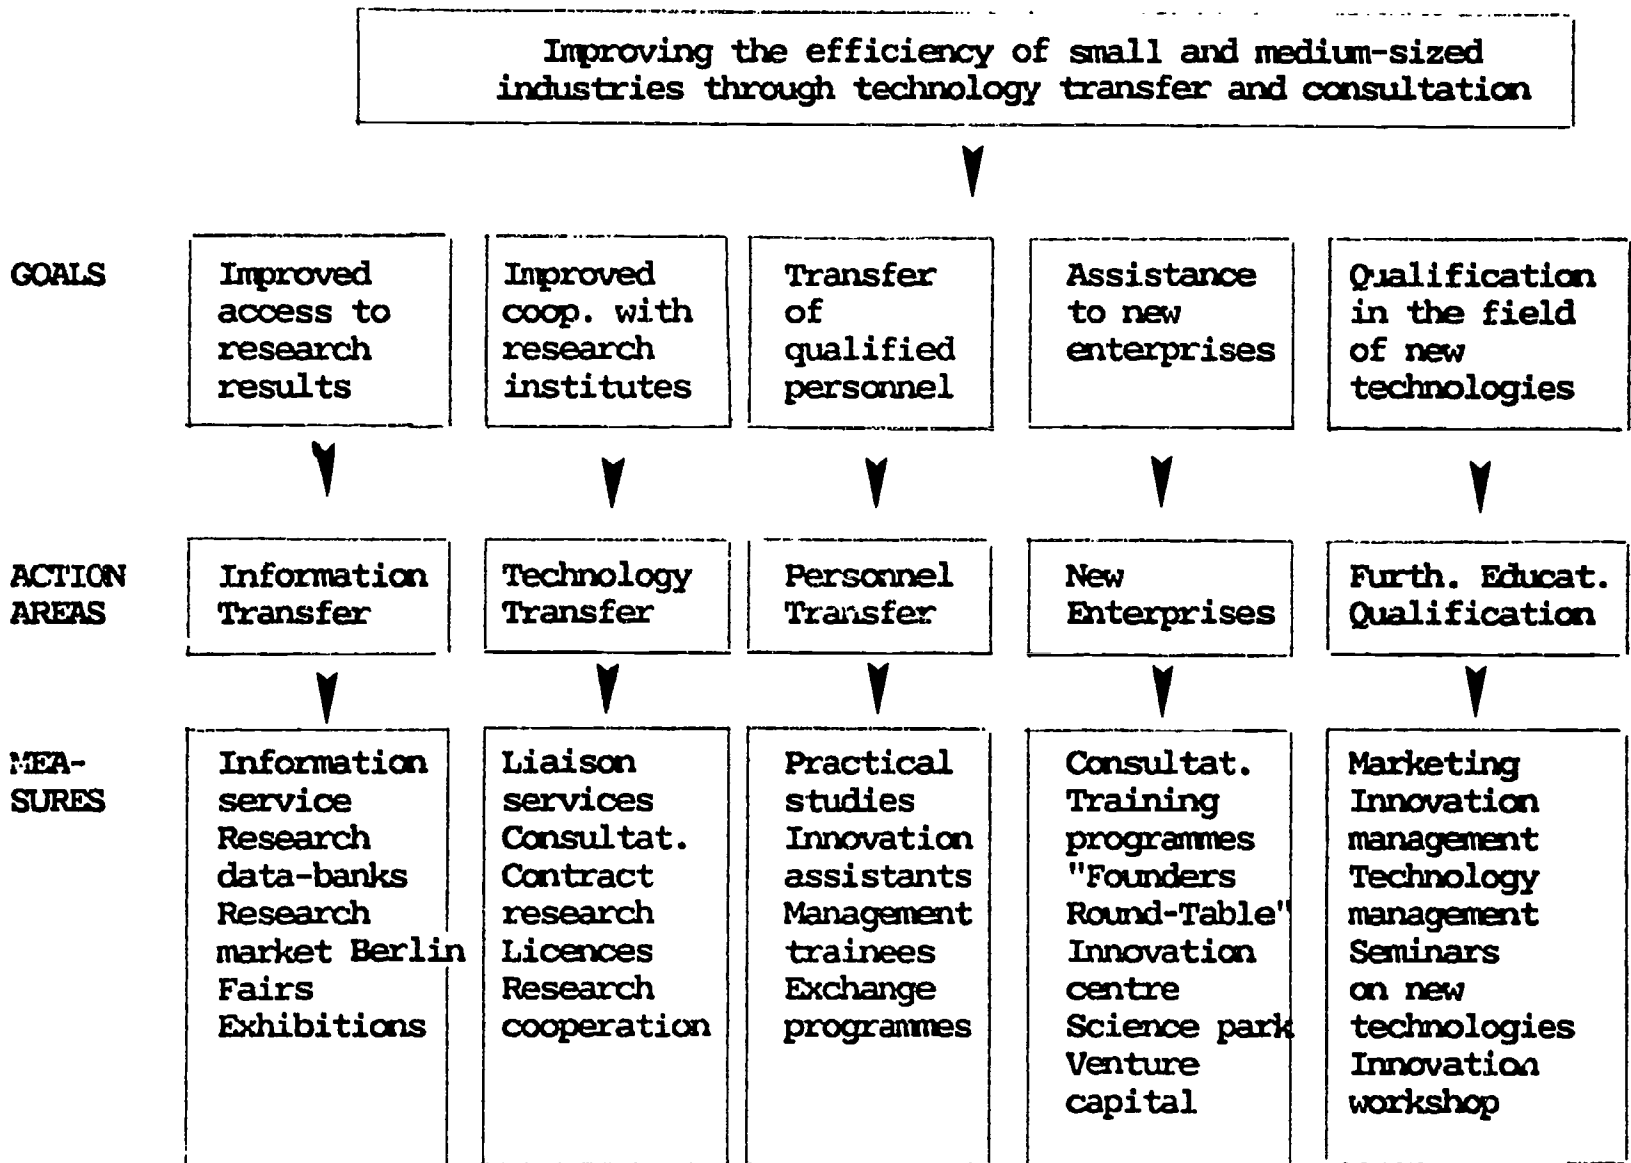 Improving the efficiency of small and medium-sized
industries through technology transfer and consultation
GOALS
Improved
access to
research
results
Improved
coop. with
research
institutes
Transfer
of
qualified
personnel
Assistance
to new
enterprises
Qualification
in the field
of new
technologies
ACTION
AREAS
Information
Transfer
Technology
Transfer
Personnel
Transfer
New
Enterprises
Furth. Educat.
Qualification
MEA-
SURES
Information
service
Research
data-banks
Research
market Berlin
Fairs
Exhibitions
Liaison
services
Consultat.
Contract
research
Licences
Research
cooperation
Practical
studies
Innovation
assistants
Management
trainees
Exchange
programmes
Consultat.
Training
programmes
"Founders
Round-Table"
Innovation
centre
Science park
Venture
capital
Marketing
Innovation
management
Technology
management
Seminars
on new
technologies
Innovation
workshop